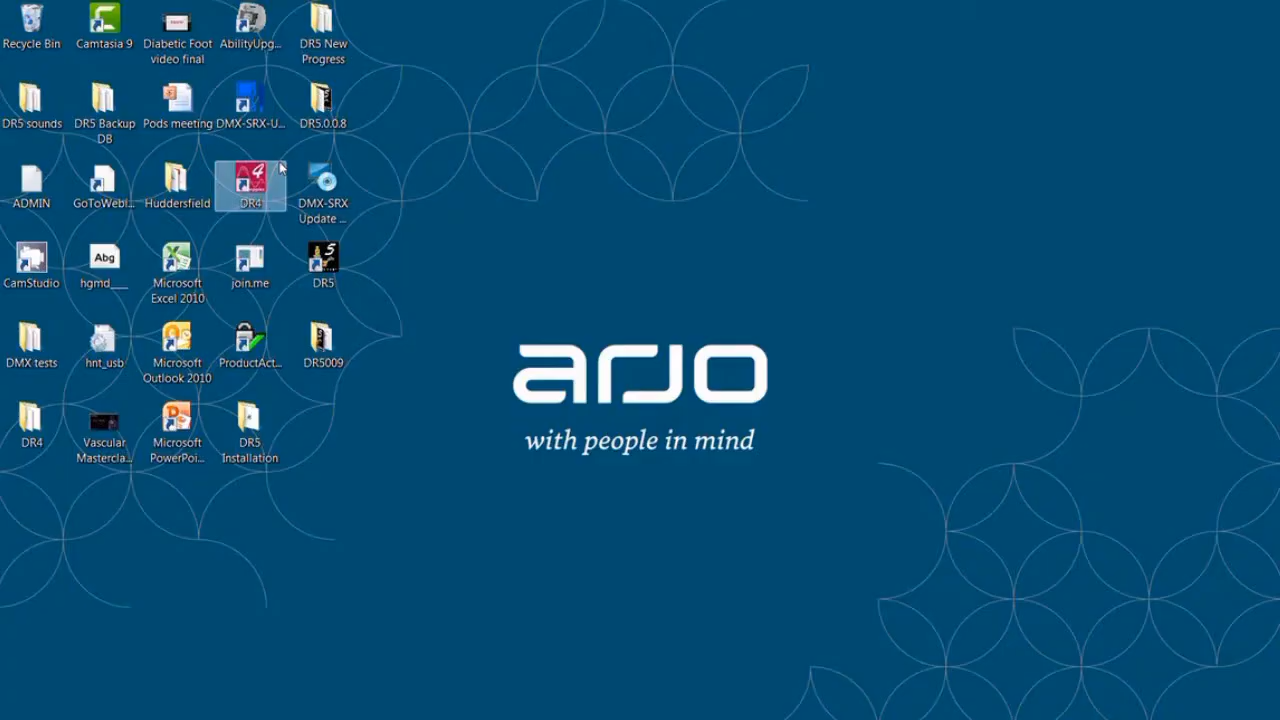 Recycle Bin
Camtasia 9
Diabetic Foot
video final
AbilityUpg...
DR5 New
Progress
DR5 sounds
DR5 Backup
DB
Pods meeting
DMX-SRX-U...
DR5.0.0.8
ADMIN
GoToWebi...
Huddersfield
4
DR4
DMX-SRX
Update ...
CamStudio
Abg
hgmd___
Microsoft
Excel 2010
join.me
5
DR5
DMX tests
hnt_usb
Microsoft
Outlook 2010
ProductAct...
DR5009
DR4
Vascular
Mastercla...
Microsoft
PowerPoi...
DR5
Installation
arjo
with people in mind